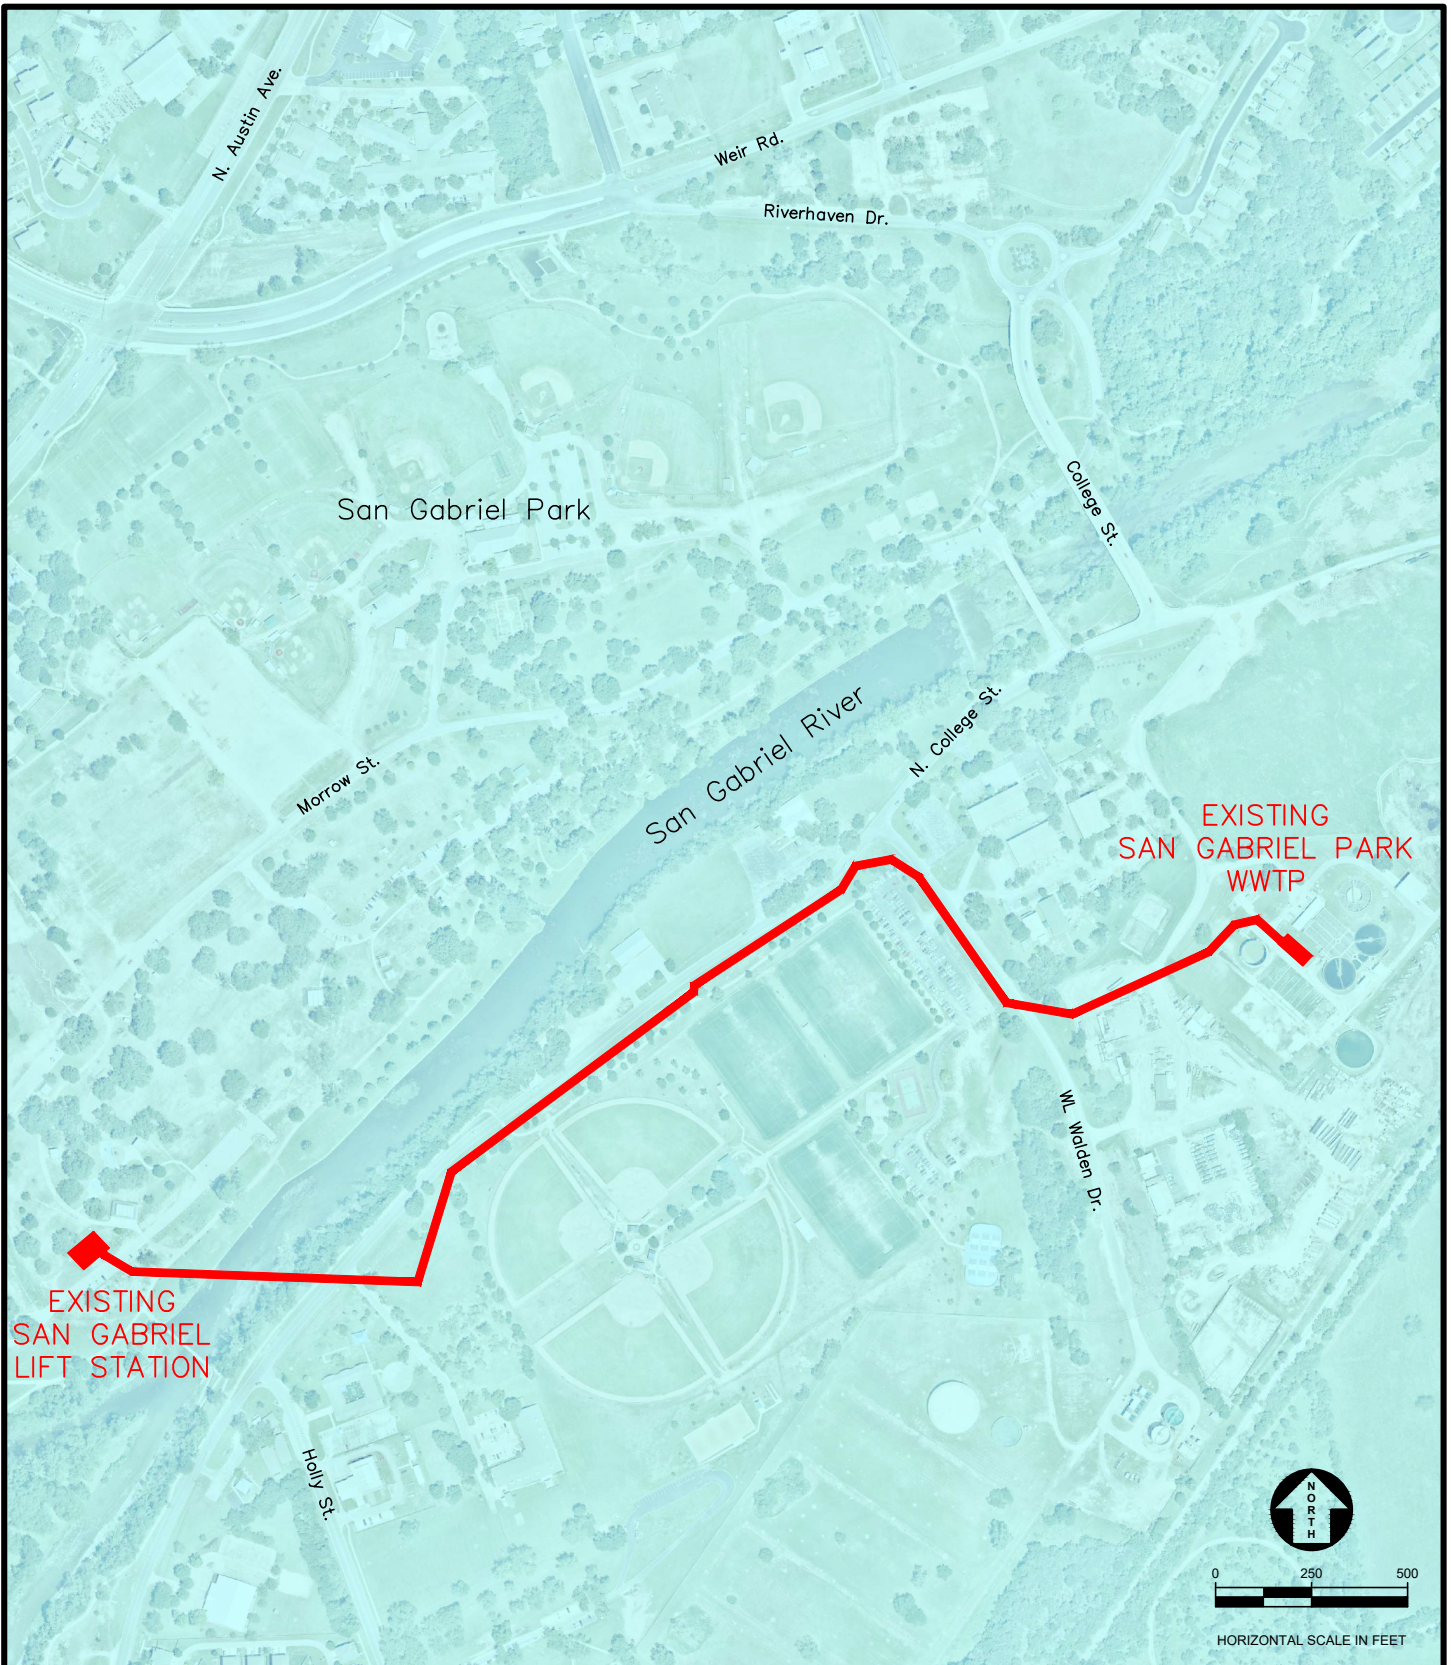 N. Austin Ave.
Weir Rd.
Riverhaven Dr.
College St.
San Gabriel Park
San Gabriel River
N. College St.
Morrow St.
EXISTING
SAN GABRIEL PARK
WWTP
WL Walden Dr.
EXISTING
SAN GABRIEL
LIFT STATION
Holly St.
NORTH
0 250 500
HORIZONTAL SCALE IN FEET